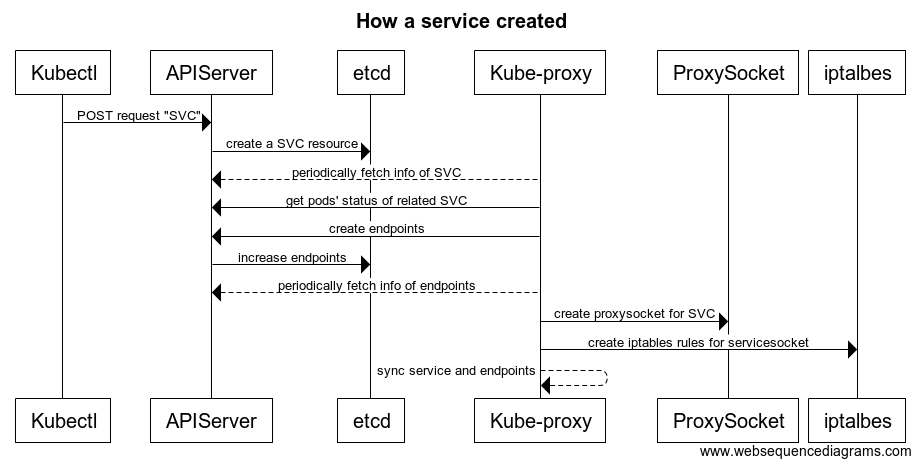 How a service created
Kubectl
APIServer
etcd
Kube-proxy
ProxySocket
iptalbes
POST request "SVC"
create a SVC resource
periodically fetch info of SVC
get pods' status of related SVC
create endpoints
increase endpoints
periodically fetch info of endpoints
create proxysocket for SVC
create iptables rules for servicesocket
sync service and endpoints
Kubectl
APIServer
etcd
Kube-proxy
ProxySocket
iptalbes
www.websequencediagrams.com